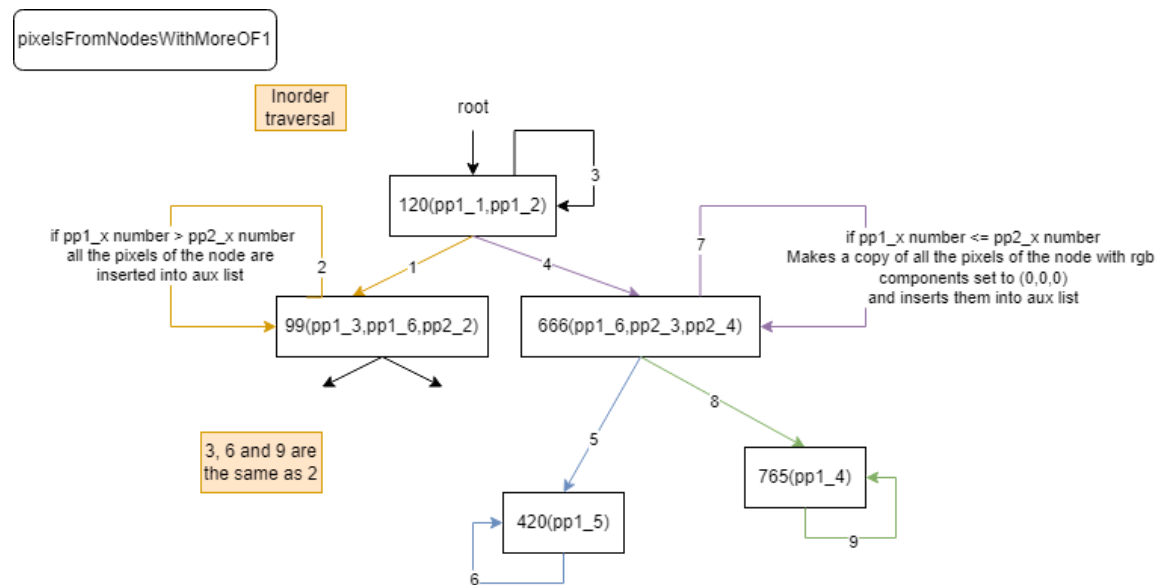 pixelsFromNodesWithMoreOF1
Inorder
traversal
root
3
120(pp1_1,pp1_2)
if pp1_x number > pp2_x number
all the pixels of the node are
inserted into aux list
2
1
4
7
if pp1_x number <= pp2_x number
Makes a copy of all the pixels of the node with rgb
components set to (0,0,0)
and inserts them into aux list
99(pp1_3,pp1_6,pp2_2)
666(pp1_6,pp2_3,pp2_4)
8
5
3, 6 and 9 are
the same as 2
765(pp1_4)
420(pp1_5)
9
6